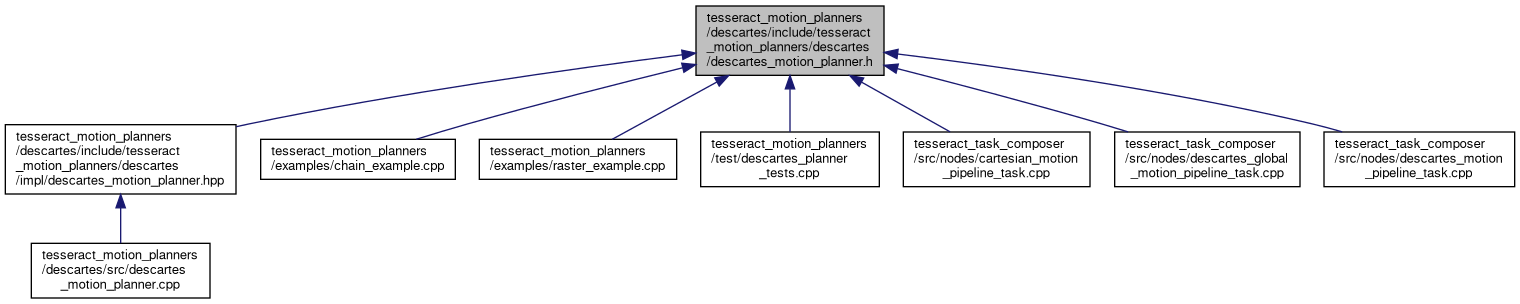 tesseract_motion_planners
/descartes/include/tesseract
_motion_planners/descartes
/descartes_motion_planner.h
tesseract_motion_planners
/descartes/include/tesseract
_motion_planners/descartes
/impl/descartes_motion_planner.hpp
tesseract_motion_planners
/examples/chain_example.cpp
tesseract_motion_planners
/examples/raster_example.cpp
tesseract_motion_planners
/test/descartes_planner
_tests.cpp
tesseract_task_composer
/src/nodes/cartesian_motion
_pipeline_task.cpp
tesseract_task_composer
/src/nodes/descartes_global
_motion_pipeline_task.cpp
tesseract_task_composer
/src/nodes/descartes_motion
_pipeline_task.cpp
tesseract_motion_planners
/descartes/src/descartes
_motion_planner.cpp